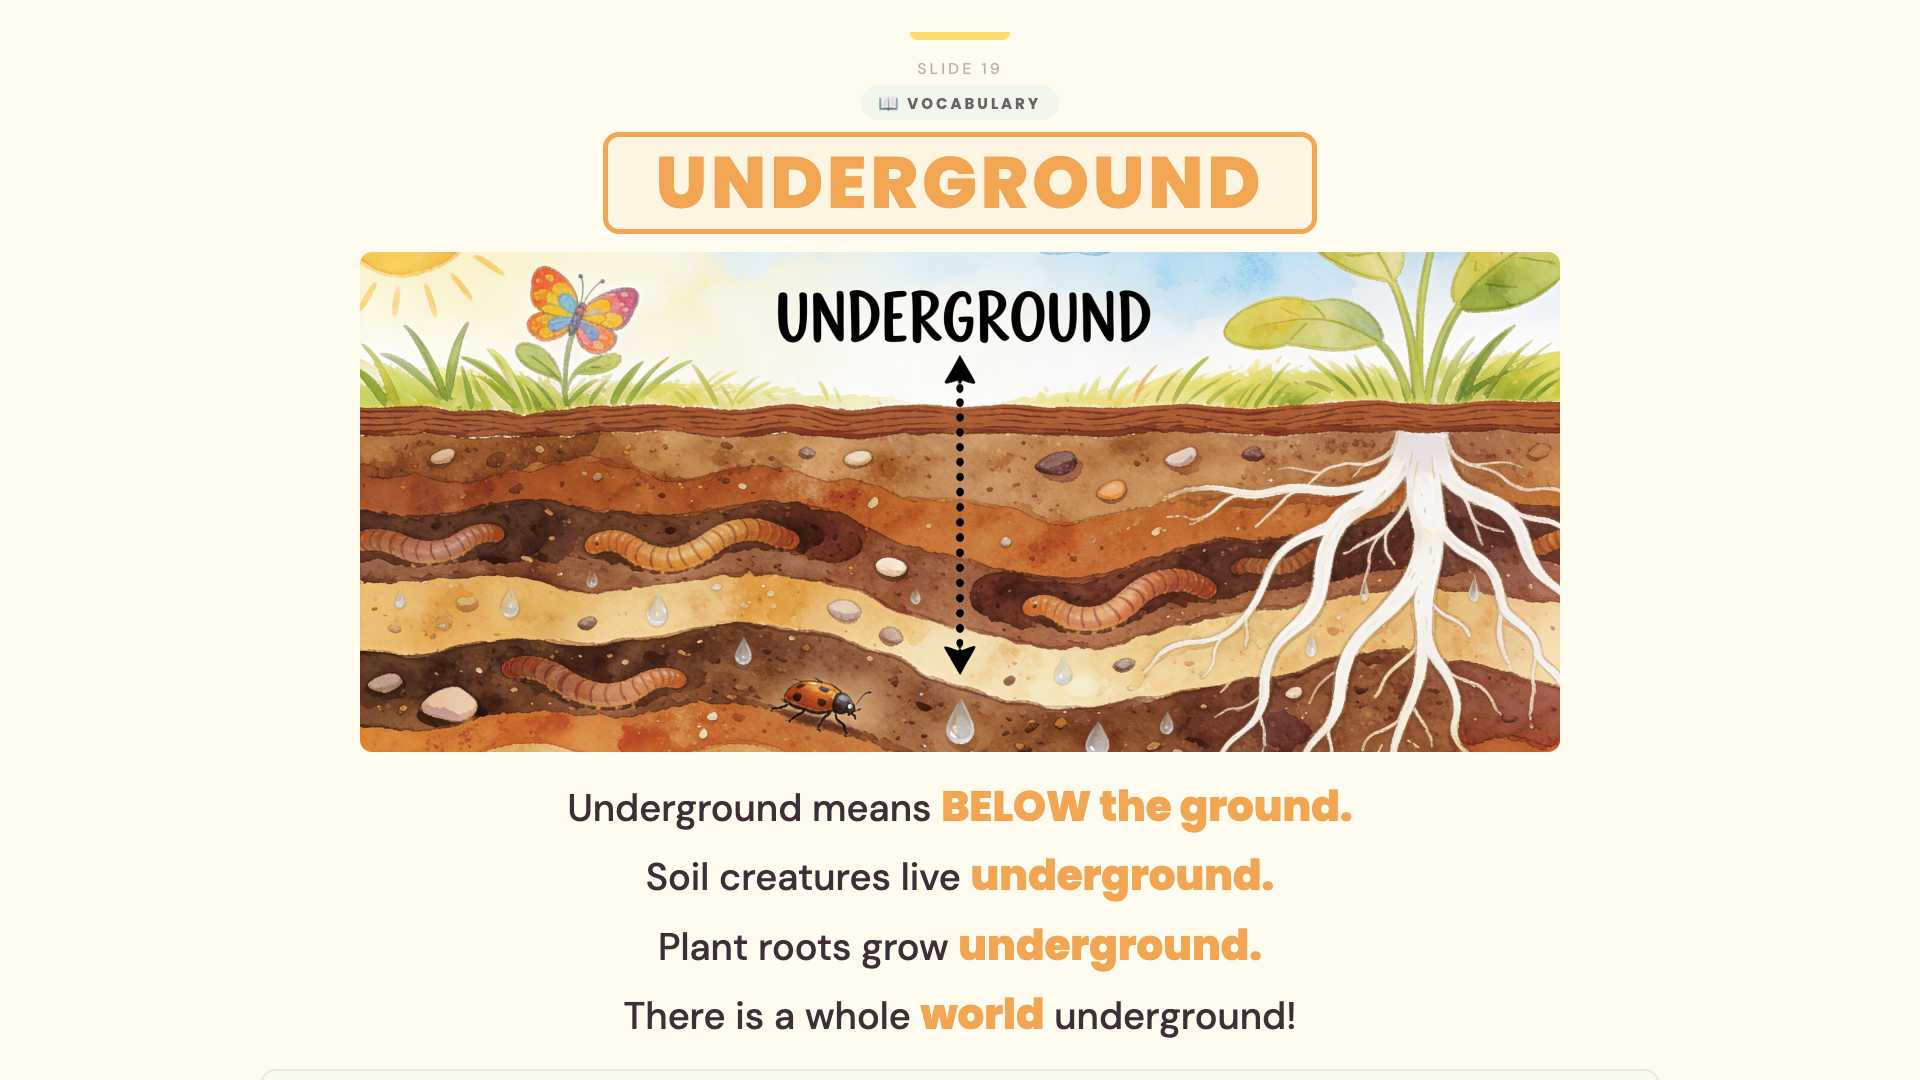 SLIDE 19
📖 VOCABULARY
UNDERGROUND
UNDERGROUND
Underground means BELOW the ground.
Soil creatures live underground.
Plant roots grow underground.
There is a whole world underground!